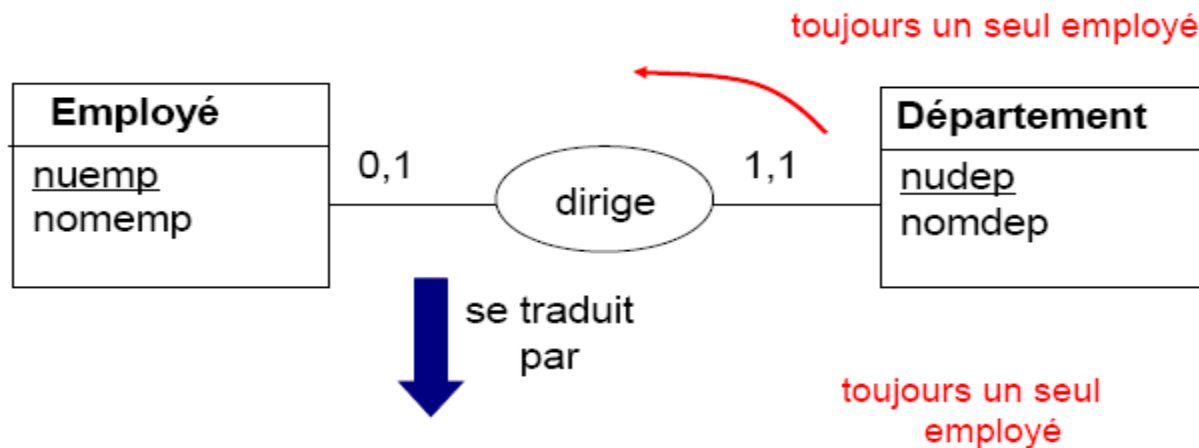 toujours un seul employé
Employé
nuemp
nomemp
0,1
dirige
1,1
Département
nudep
nomdep
se traduit
par
toujours un seul
employé